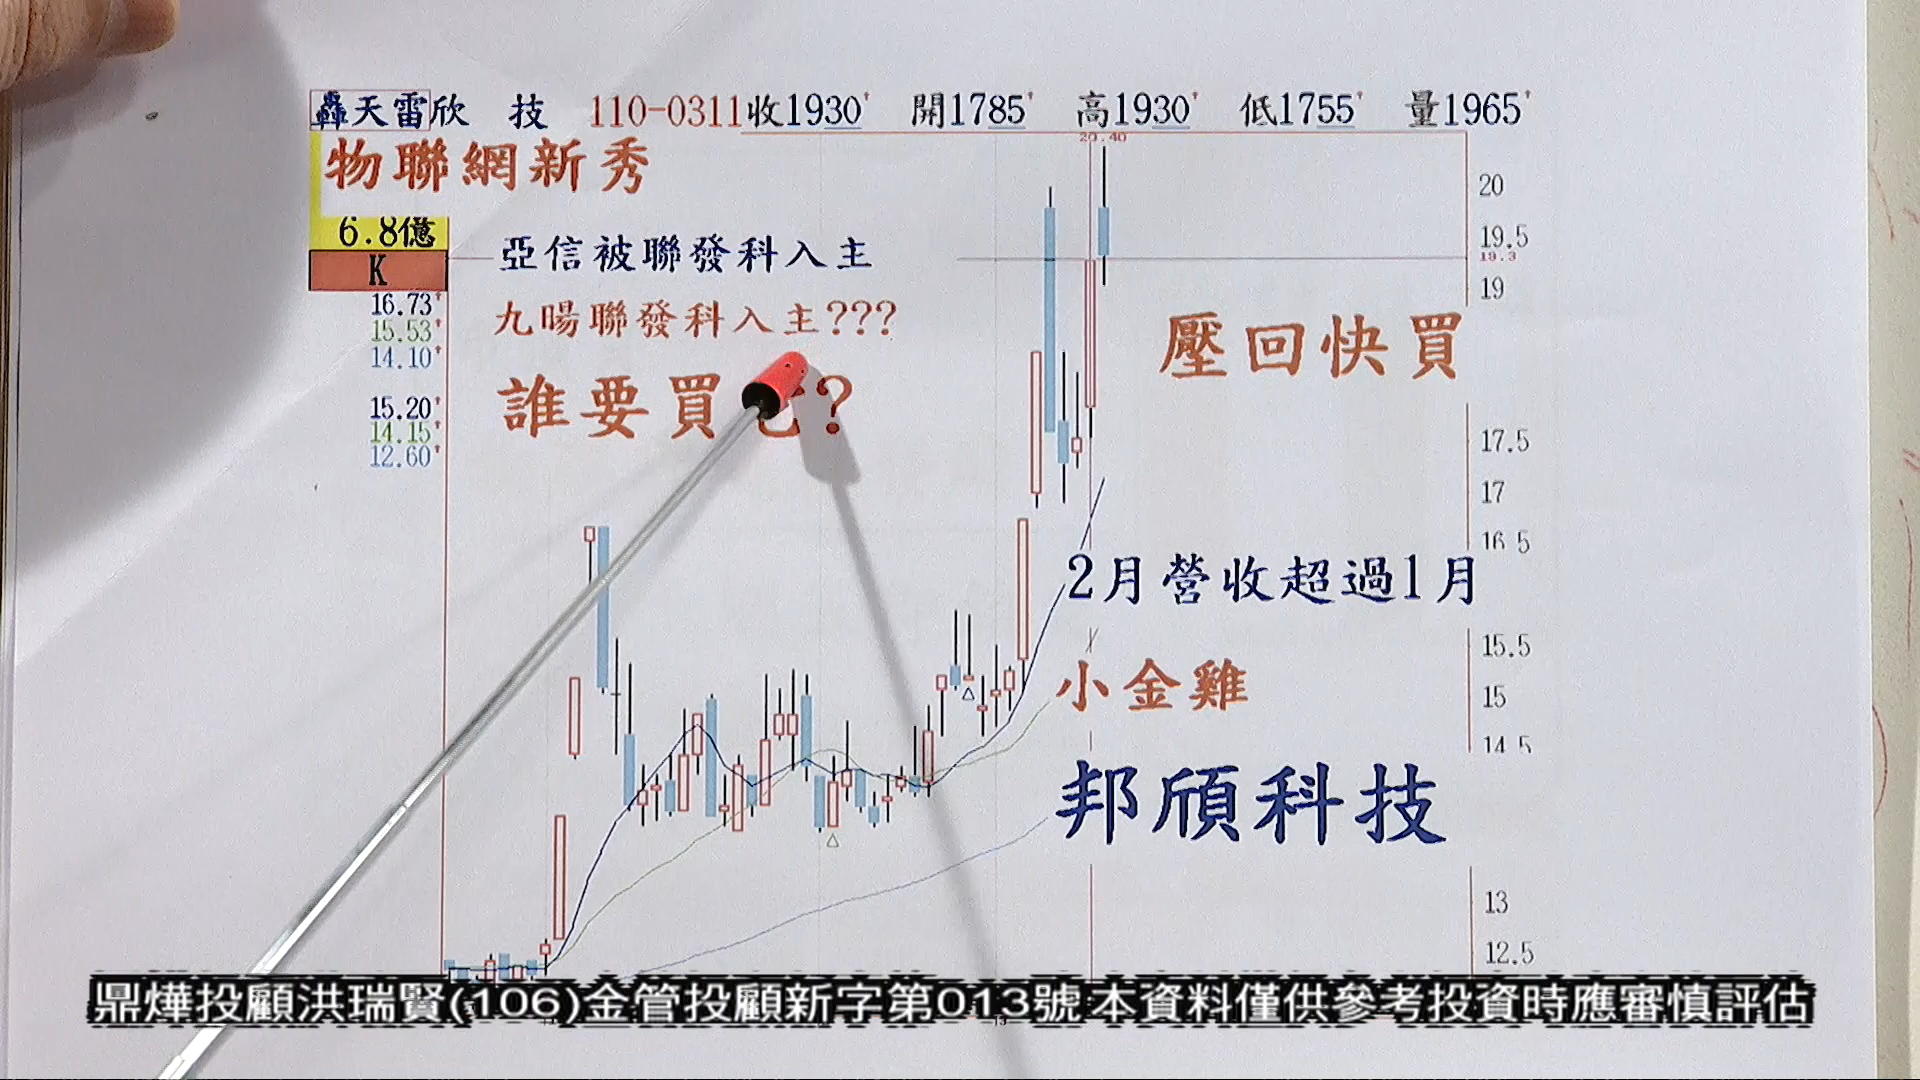 轟天雷欣 技 110-0311收1930 開1785 高1930 低1755 量1965
物聯網新秀
20.40
6.8億
K
亞信被聯發科入主
九暘聯發科入主???
誰要買 ?
16.73
15.53
14.10
15.20
14.15
12.60
壓回快買
2月營收超過1月
小金雞
邦頎科技
20
19.5
19.3
19
17.5
17
16.5
15.5
15
14.5
13
12.5
鼎燁投顧洪瑞賢(106)金管投顧新字第013號本資料僅供參考投資時應審慎評估